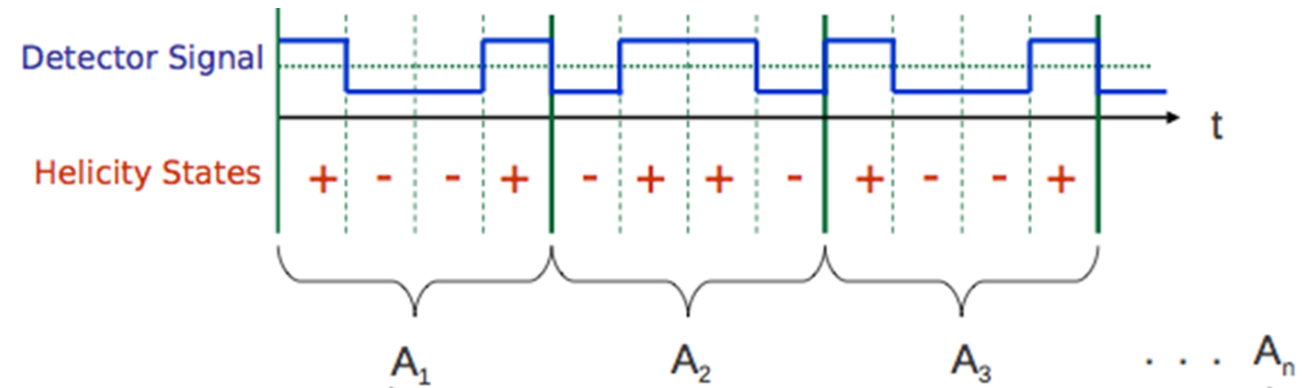 Detector Signal
t
Helicity States + - - + - + + - + - - +
A1 A2 A3 . . . An